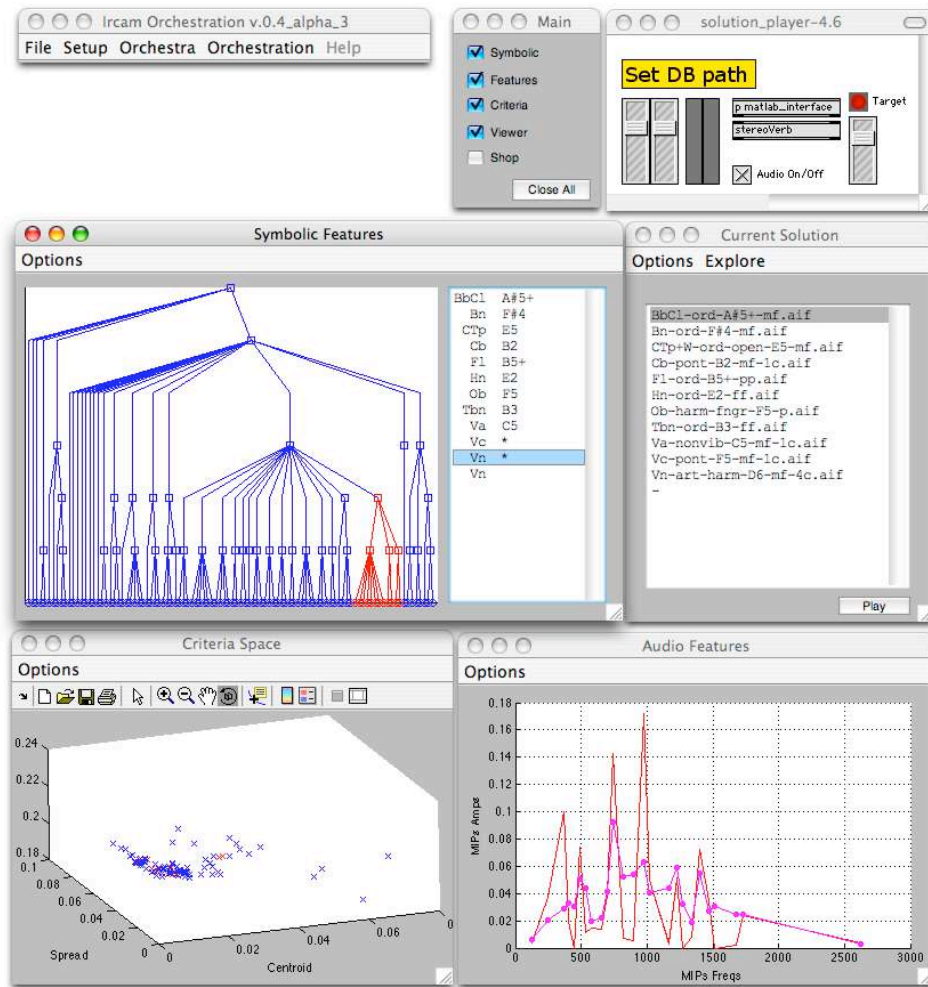 Ircam Orchestration v.0.4_alpha_3
File Setup Orchestra Orchestration Help
Main
Symbolic
Features
Criteria
Viewer
Shop
Close All
solution_player-4.6
Set DB path
p matlab_interface
stereoVerb
Target
Audio On/Off
Symbolic Features
Options
BbCl A#5+
Bn F#4
CTp E5
Cb B2
Fl B5+
Hn E2
Ob F5
Tbn B3
Va C5
Vc *
Vn *
Vn
Current Solution
Options Explore
BbCl-ord-A#5+-mf.aif
Bn-ord-F#4-mf.aif
CTp+W-ord-open-E5-mf.aif
Cb-pont-B2-mf-1c.aif
Fl-ord-B5+-pp.aif
Hn-ord-E2-ff.aif
Ob-harm-fngr-F5-p.aif
Tbn-ord-B3-ff.aif
Va-nonvib-C5-mf-1c.aif
Vc-pont-F5-mf-1c.aif
Vn-art-harm-D6-mf-4c.aif
-
Play
Criteria Space
Options
0.24
0.22
0.2
0.18
0.1
0.08
0.06
0.04
0.02
0
Spread
0
0.02
0.04
0.06
0
Centroid
Audio Features
Options
0.18
0.16
0.14
0.12
0.1
0.08
0.06
0.04
0.02
0
MIPs Amps
0 500 1000 1500 2000 2500 3000
MIPs Freqs